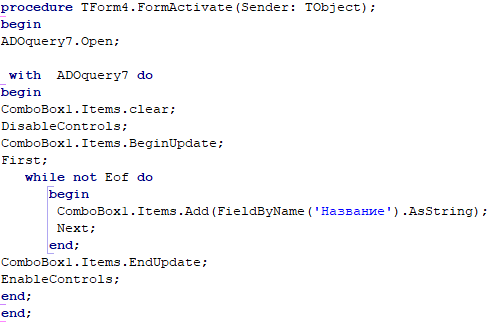 procedure TForm4.FormActivate(Sender: TObject);
begin
ADOquery7.Open;
with ADOquery7 do
begin
ComboBox1.Items.clear;
DisableControls;
ComboBox1.Items.BeginUpdate;
First;
while not Eof do
begin
ComboBox1.Items.Add(FieldByName('Название').AsString);
Next;
end;
ComboBox1.Items.EndUpdate;
EnableControls;
end;
end;